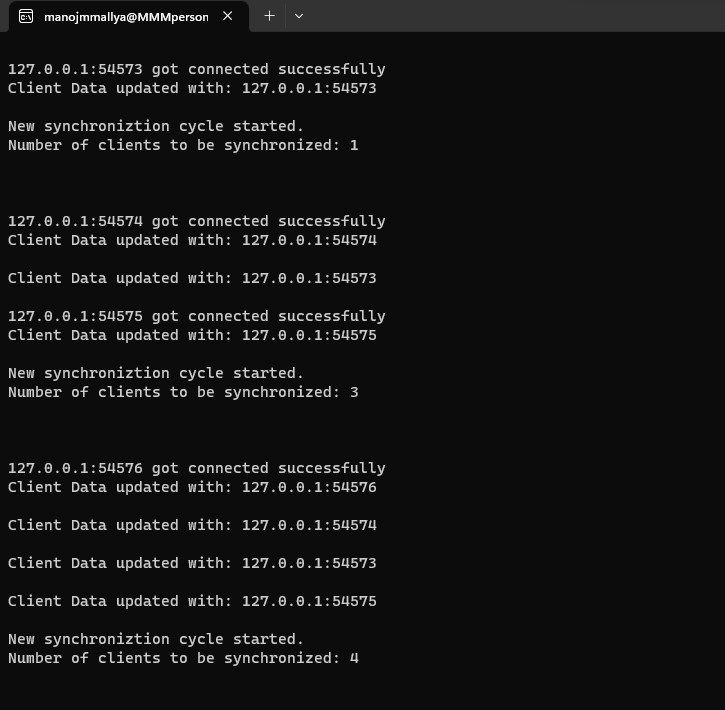 manojmmallya@MMMperson
127.0.0.1:54573 got connected successfully
Client Data updated with: 127.0.0.1:54573
New synchroniztion cycle started.
Number of clients to be synchronized: 1
127.0.0.1:54574 got connected successfully
Client Data updated with: 127.0.0.1:54574
Client Data updated with: 127.0.0.1:54573
127.0.0.1:54575 got connected successfully
Client Data updated with: 127.0.0.1:54575
New synchroniztion cycle started.
Number of clients to be synchronized: 3
127.0.0.1:54576 got connected successfully
Client Data updated with: 127.0.0.1:54576
Client Data updated with: 127.0.0.1:54574
Client Data updated with: 127.0.0.1:54573
Client Data updated with: 127.0.0.1:54575
New synchroniztion cycle started.
Number of clients to be synchronized: 4